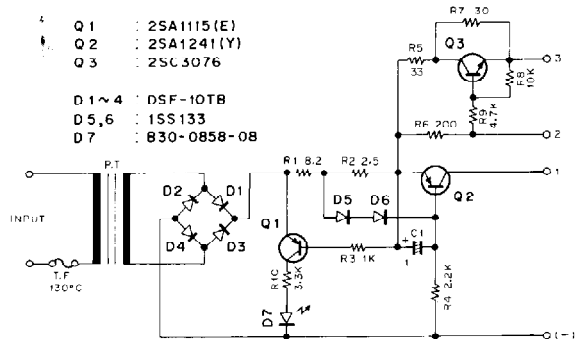 Q1 : 2SA1115(E)
Q2 : 2SA1241(Y)
Q3 : 2SC3076
D1~4 : DSF-10TB
D5,6 : 1SS133
D7 : B30-0858-08
R7 30
R5
33
Q3
3
R8
10K
R9
4.7K
R6 200
2
P.T
R1 8.2
R2 2.5
1
D2
D1
D5
D6
Q2
INPUT
Q1
D4
D3
+
C1
1
R3 1K
T.F
130°C
R10
3.3K
R4 2.2K
D7
(-)